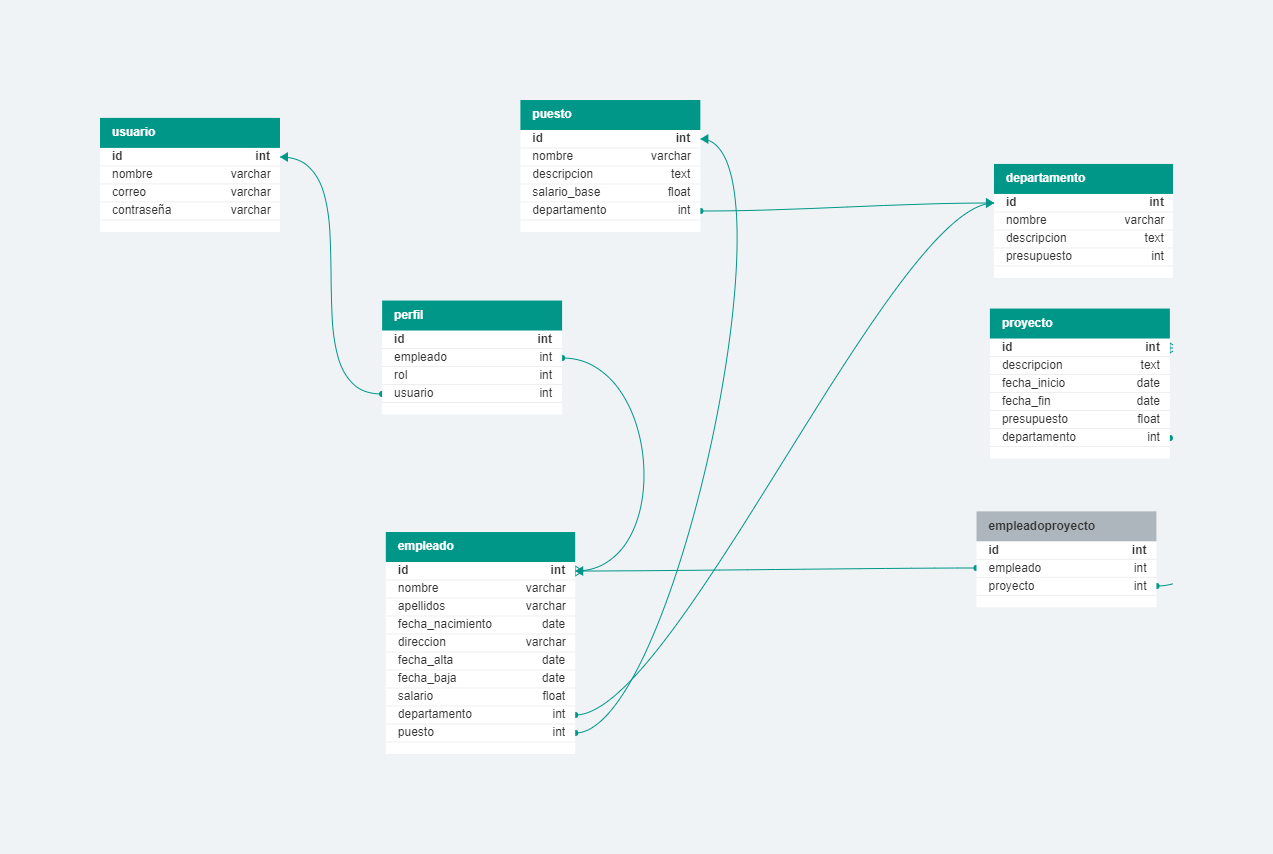 usuario
id int
nombre varchar
correo varchar
contraseña varchar
puesto
id int
nombre varchar
descripcion text
salario_base float
departamento int
departamento
id int
nombre varchar
descripcion text
presupuesto int
perfil
id int
empleado int
rol int
usuario int
proyecto
id int
descripcion text
fecha_inicio date
fecha_fin date
presupuesto float
departamento int
empleado
id int
nombre varchar
apellidos varchar
fecha_nacimiento date
direccion varchar
fecha_alta date
fecha_baja date
salario float
departamento int
puesto int
empleadoproyecto
id int
empleado int
proyecto int